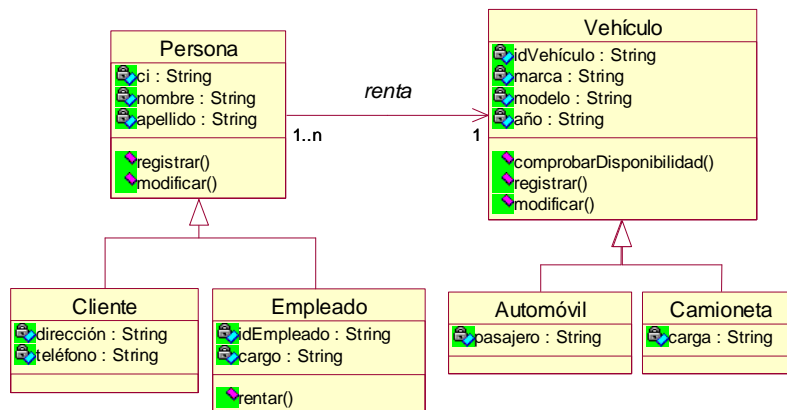 Persona
ci : String
nombre : String
apellido : String
registrar()
modificar()
renta
1..n
1
Vehículo
idVehículo : String
marca : String
modelo : String
año : String
comprobarDisponibilidad()
registrar()
modificar()
Cliente
dirección : String
teléfono : String
Empleado
idEmpleado : String
cargo : String
rentar()
Automóvil
pasajero : String
Camioneta
carga : String